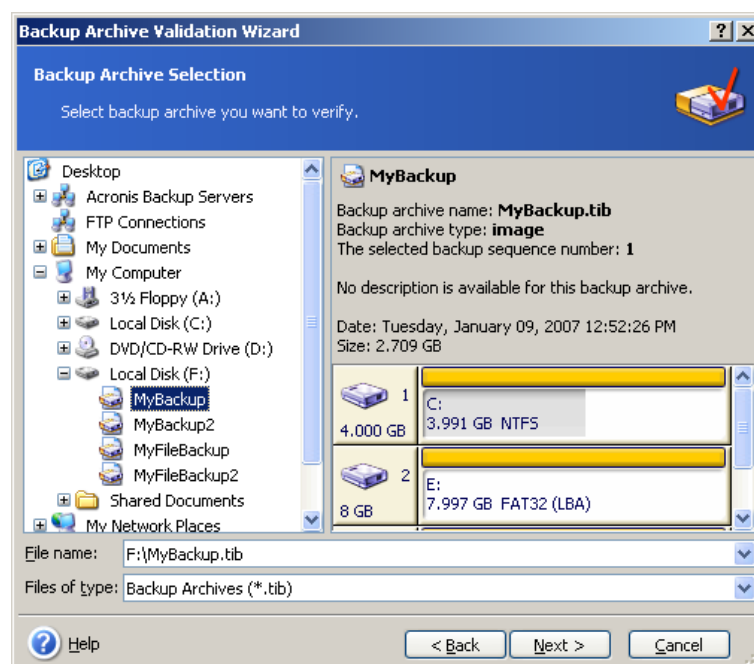 Backup Archive Validation Wizard
Backup Archive Selection
Select backup archive you want to verify.
Desktop
Acronis Backup Servers
FTP Connections
My Documents
My Computer
3½ Floppy (A:)
Local Disk (C:)
DVD/CD-RW Drive (D:)
Local Disk (F:)
MyBackup
MyBackup2
MyFileBackup
MyFileBackup2
Shared Documents
My Network Places
MyBackup
Backup archive name: MyBackup.tib
Backup archive type: image
The selected backup sequence number: 1
No description is available for this backup archive.
Date: Tuesday, January 09, 2007 12:52:26 PM
Size: 2.709 GB
1
4.000 GB
C:
3.991 GB NTFS
2
8 GB
E:
7.997 GB FAT32 (LBA)
File name: F:\MyBackup.tib
Files of type: Backup Archives (*.tib)
? Help
< Back Next > Cancel